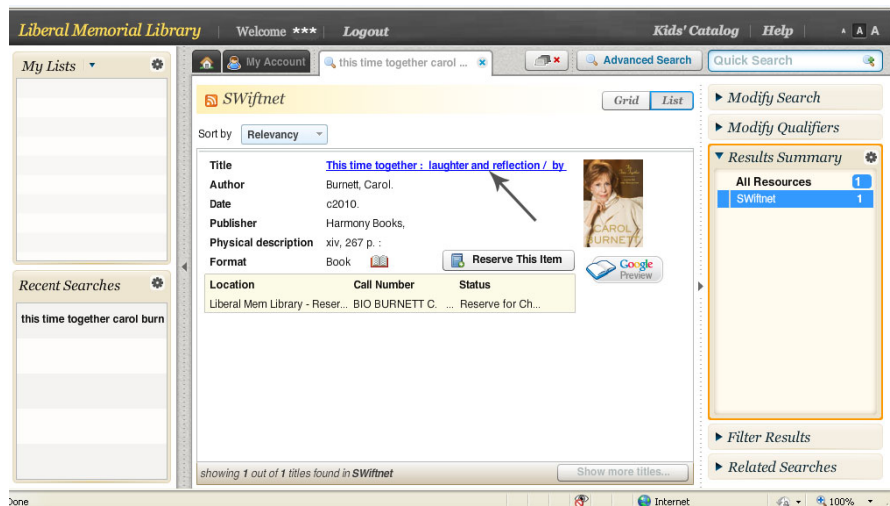 Liberal Memorial Library Welcome *** Logout Kids' Catalog Help A A A
My Lists
My Account this time together carol ... Advanced Search Quick Search
SWiftnet Grid List
Sort by Relevancy
Title This time together : laughter and reflection / by
Author Burnett, Carol.
Date c2010.
Publisher Harmony Books,
Physical description xiv, 267 p. :
Format Book Reserve This Item
CAROL BURNETT
Google Preview
Location Call Number Status
Liberal Mem Library - Reser... BIO BURNETT C. ... Reserve for Ch...
showing 1 out of 1 titles found in SWiftnet Show more titles...
Recent Searches
this time together carol burn
Modify Search
Modify Qualifiers
Results Summary
All Resources 1
SWiftnet 1
Filter Results
Related Searches
Done Internet 100%